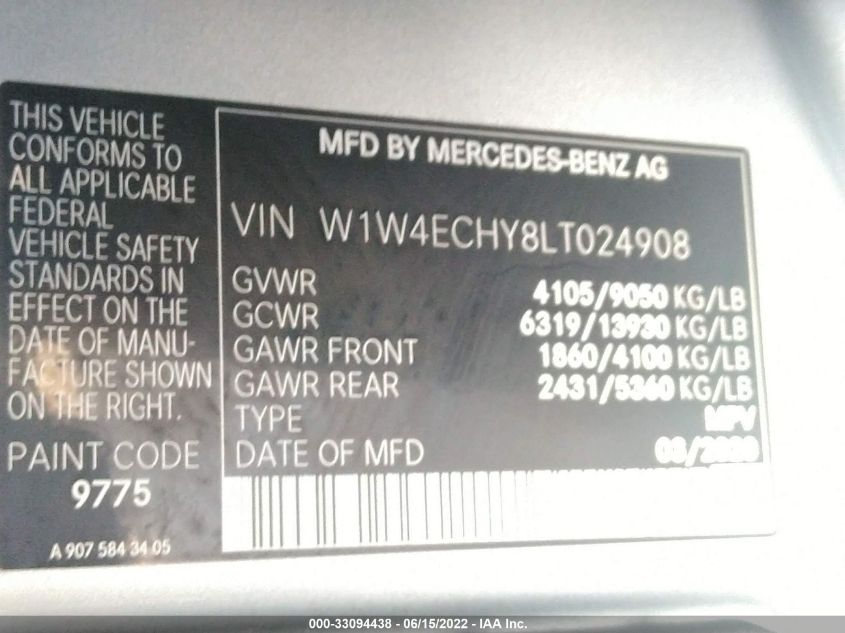 THIS VEHICLE
CONFORMS TO
ALL APPLICABLE
FEDERAL
VEHICLE SAFETY
STANDARDS IN
EFFECT ON THE
DATE OF MANU-
FACTURE SHOWN
ON THE RIGHT.
PAINT CODE
9775
A 907 584 34 05
MFD BY MERCEDES-BENZ AG
VIN W1W4ECHY8LT024908
GVWR 4105/9050 KG/LB
GCWR 6319/13930 KG/LB
GAWR FRONT 1860/4100 KG/LB
GAWR REAR 2431/5360 KG/LB
TYPE MPV
DATE OF MFD 03/2020
000-33094438 - 06/15/2022 - IAA Inc.